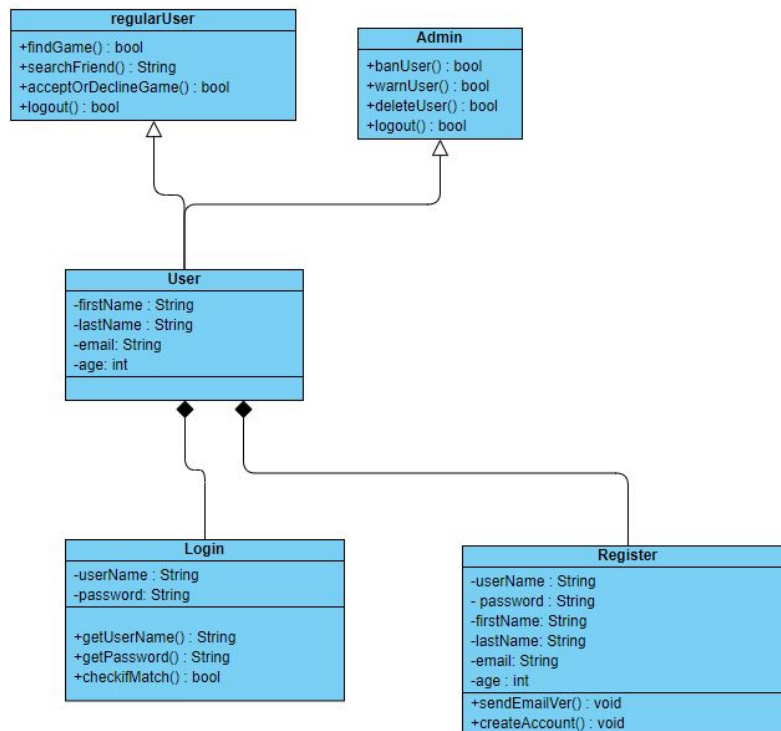 regularUser
+findGame() : bool
+searchFriend() : String
+acceptOrDeclineGame() : bool
+logout() : bool
Admin
+banUser() : bool
+warnUser() : bool
+deleteUser() : bool
+logout() : bool
User
-firstName : String
-lastName : String
-email: String
-age: int
Login
-userName : String
-password: String
+getUserName() : String
+getPassword() : String
+checkifMatch() : bool
Register
-userName : String
- password : String
-firstName: String
-lastName: String
-email: String
-age : int
+sendEmailVer() : void
+createAccount() : void